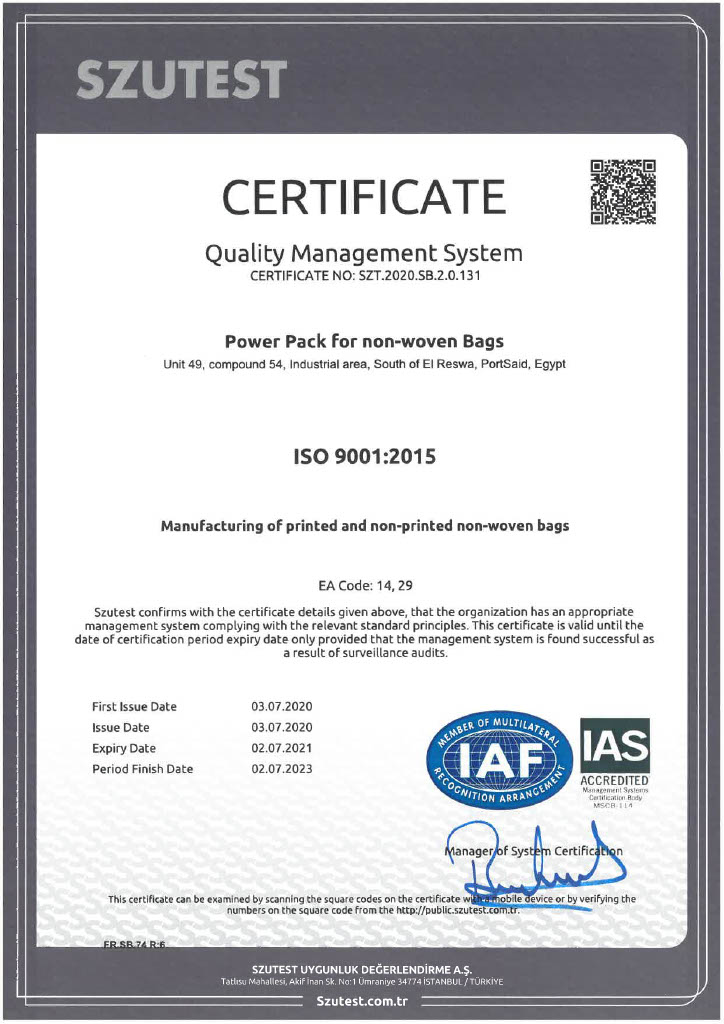 SZUTEST
CERTIFICATE
Quality Management System
CERTIFICATE NO: SZT.2020.SB.2.0.131
Power Pack for non-woven Bags
Unit 49, compound 54, Industrial area, South of El Reswa, PortSaid, Egypt
ISO 9001:2015
Manufacturing of printed and non-printed non-woven bags
EA Code: 14, 29
Szutest confirms with the certificate details given above, that the organization has an appropriate
management system complying with the relevant standard principles. This certificate is valid until the
date of certification period expiry date only provided that the management system is found successful as
a result of surveillance audits.
First Issue Date 03.07.2020
Issue Date 03.07.2020
Expiry Date 02.07.2021
Period Finish Date 02.07.2023
MEMBER OF MULTILATERAL
IAF
RECOGNITION ARRANGEMENT
IAS
ACCREDITED
Management Systems
Certification Body
MSCB-114
Manager of System Certification
This certificate can be examined by scanning the square codes on the certificate with mobile device or by verifying the
numbers on the square code from the http://public.szutest.com.tr.
FR.SB.74 R:6
SZUTEST UYGUNLUK DEĞERLENDİRME A.Ş.
Tatlısu Mahallesi, Akif İnan Sk. No:1 Ümraniye 34774 İSTANBUL / TÜRKİYE
Szutest.com.tr